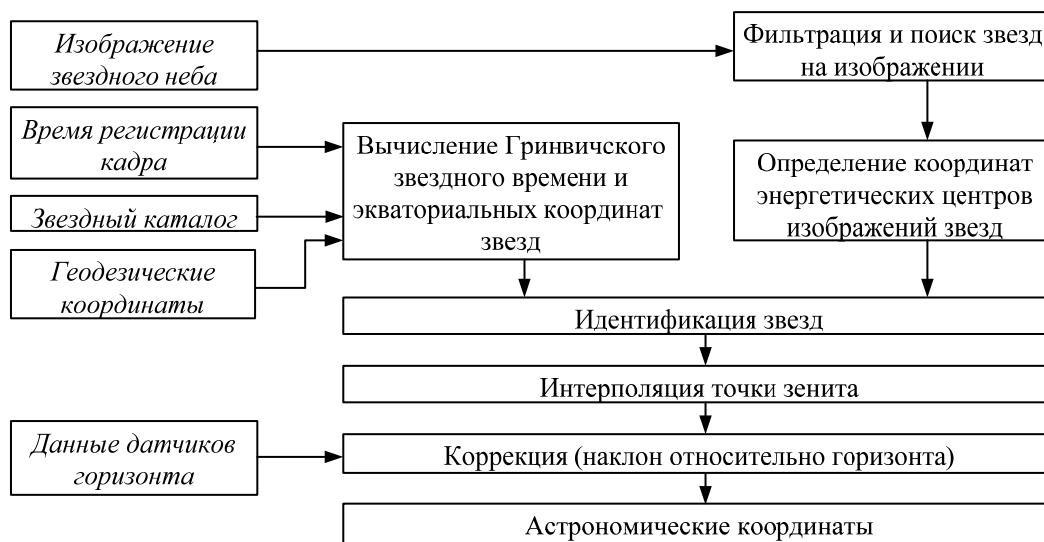 Изображение
звездного неба
Фильтрация и поиск звезд
на изображении
Время регистрации
кадра
Звездный каталог
Геодезические
координаты
Вычисление Гринвичского
звездного времени и
экваториальных координат
звезд
Определение координат
энергетических центров
изображений звезд
Идентификация звезд
Интерполяция точки зенита
Данные датчиков
горизонта
Коррекция (наклон относительно горизонта)
Астрономические координаты